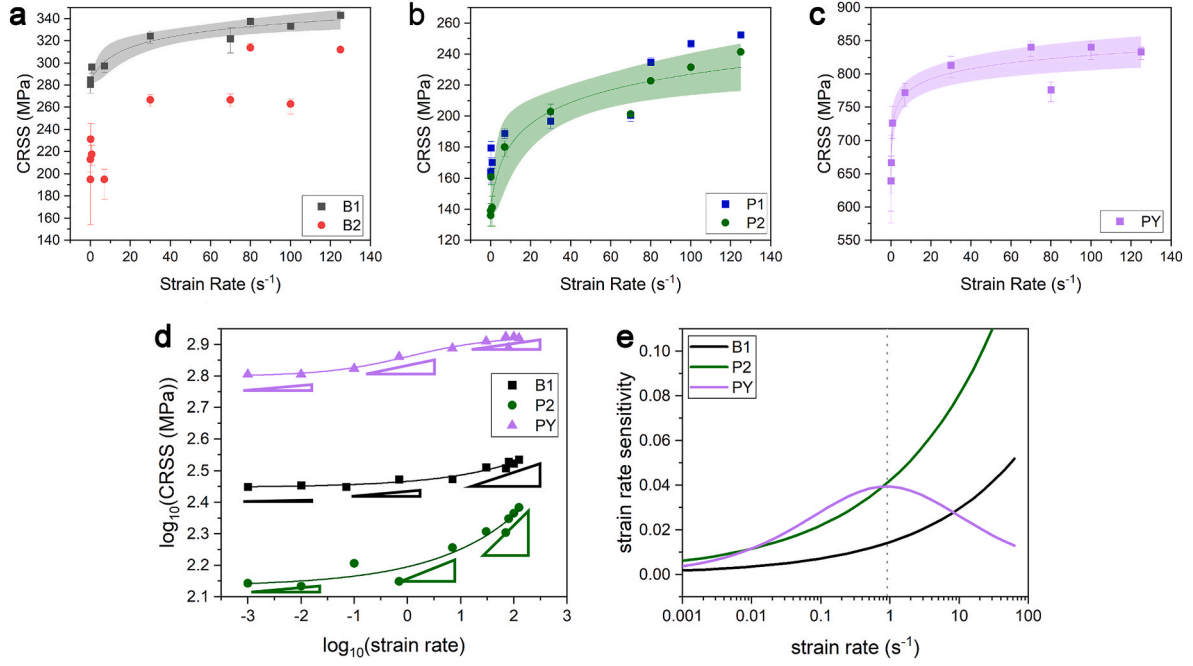 a
CRSS (MPa)
340
320
300
280
260
240
220
200
180
160
140
0 20 40 60 80 100 120 140
Strain Rate (s⁻¹)
B1
B2
b
CRSS (MPa)
260
240
220
200
180
160
140
120
0 20 40 60 80 100 120 140
Strain Rate (s⁻¹)
P1
P2
c
CRSS (MPa)
900
850
800
750
700
650
600
550
0 20 40 60 80 100 120 140
Strain Rate (s⁻¹)
PY
d
log₁₀(CRSS (MPa))
2.9
2.8
2.7
2.6
2.5
2.4
2.3
2.2
2.1
-3 -2 -1 0 1 2 3
log₁₀(strain rate)
B1
P2
PY
e
strain rate sensitivity
0.10
0.08
0.06
0.04
0.02
0.00
0.001 0.01 0.1 1 10 100
strain rate (s⁻¹)
B1
P2
PY